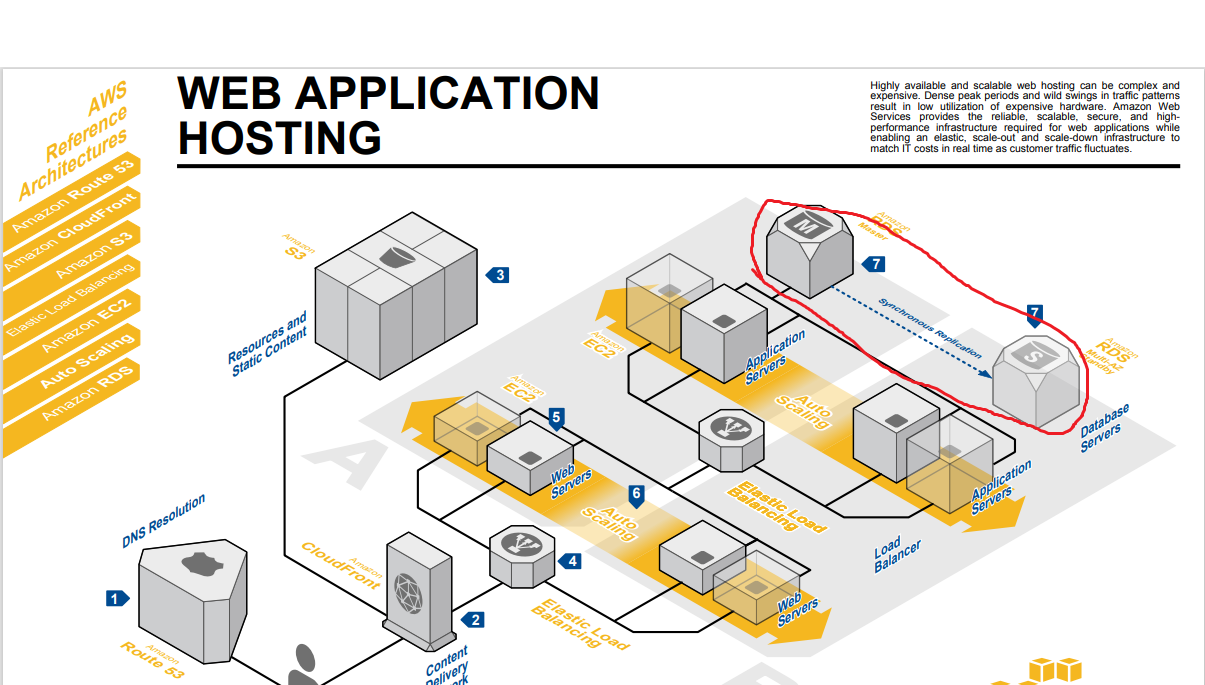 AWS
Reference
Architectures
Amazon Route 53
Amazon CloudFront
Amazon S3
Elastic Load Balancing
Amazon EC2
Auto Scaling
Amazon RDS
WEB APPLICATION
HOSTING
Highly available and scalable web hosting can be complex and
expensive. Dense peak periods and wild swings in traffic patterns
result in low utilization of expensive hardware. Amazon Web
Services provides the reliable, scalable, secure, and high-
performance infrastructure required for web applications while
enabling an elastic, scale-out and scale-down infrastructure to
match IT costs in real time as customer traffic fluctuates.
Amazon
S3
3
Resources and
Static Content
M
Amazon
RDS
Master
7
Synchronous Replication
7
S
Amazon
RDS
Multi-AZ
Standby
Database
Servers
Amazon
EC2
Application
Servers
Auto
Scaling
Application
Servers
Elastic Load
Balancing
Load
Balancer
Amazon
EC2
5
Web
Servers
6
Auto
Scaling
Web
Servers
4
Elastic Load
Balancing
A
DNS Resolution
1
Amazon
Route 53
Amazon
CloudFront
2
Content
Delivery